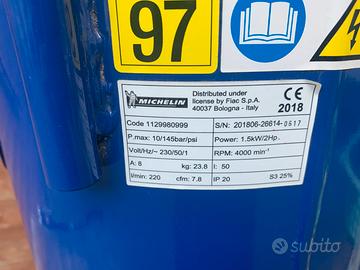 97
MICHELIN
Distributed under
license by Fiac S.p.A.
40037 Bologna - Italy
CE
2018
Code 1129980999
S/N: 201806-26614-0617
P.max: 10/145bar/psi
Power: 1.5kW/2Hp.
Volt/Hz/~ 230/50/1
RPM: 4000 min-1
A: 8
kg: 23.8
l: 50
l/min: 220
cfm: 7.8
IP 20
S3 25%
subito